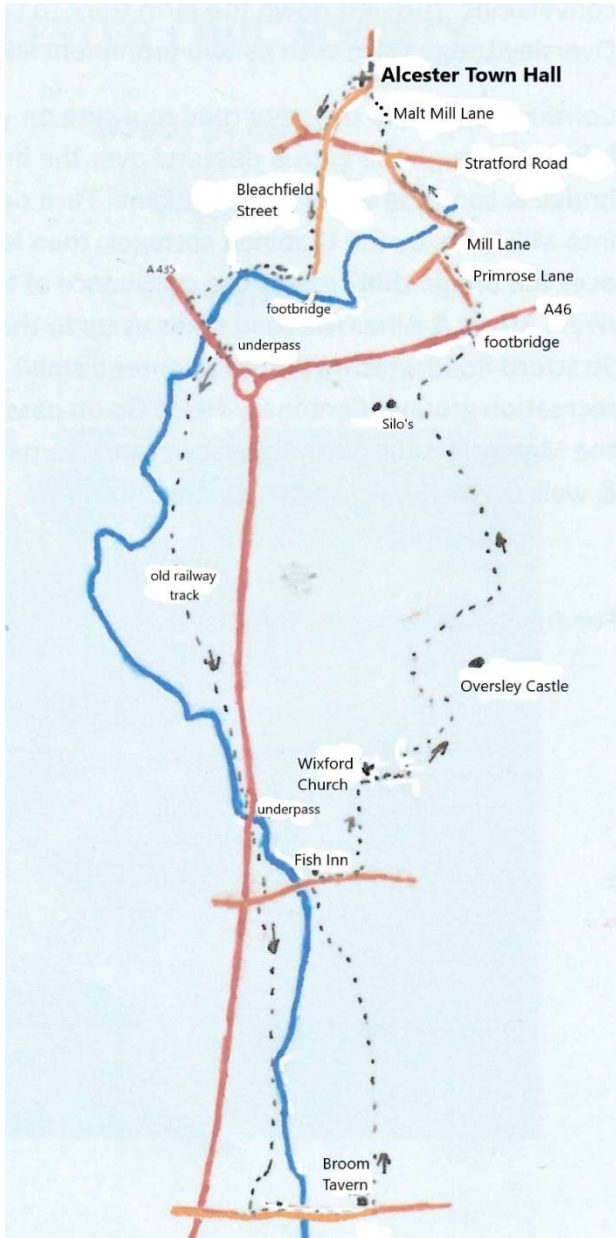 Alcester Town Hall
Malt Mill Lane
Stratford Road
Bleachfield
Street
Mill Lane
Primrose Lane
A 435
footbridge
A46
underpass
footbridge
Silo's
old railway
track
Oversley Castle
Wixford
Church
underpass
Fish Inn
Broom
Tavern